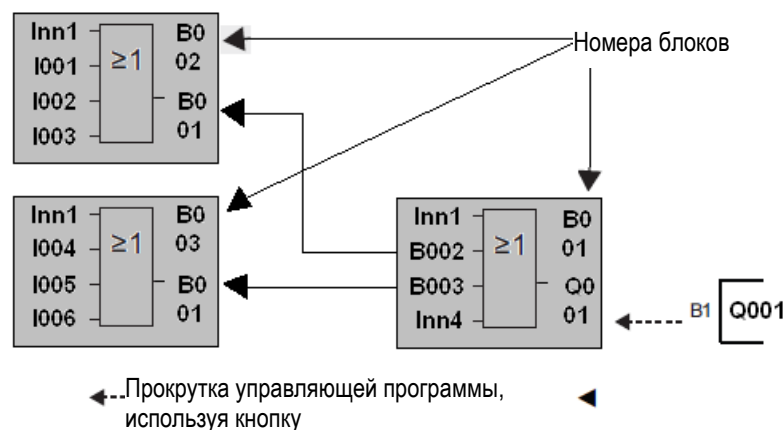 Inn1
I001
I002
I003
≥1
B0
02
B0
01
Номера блоков
Inn1
I004
I005
I006
≥1
B0
03
B0
01
Inn1
B002
B003
Inn4
≥1
B0
01
Q0
01
B1
Q001
Прокрутка управляющей программы,
используя кнопку